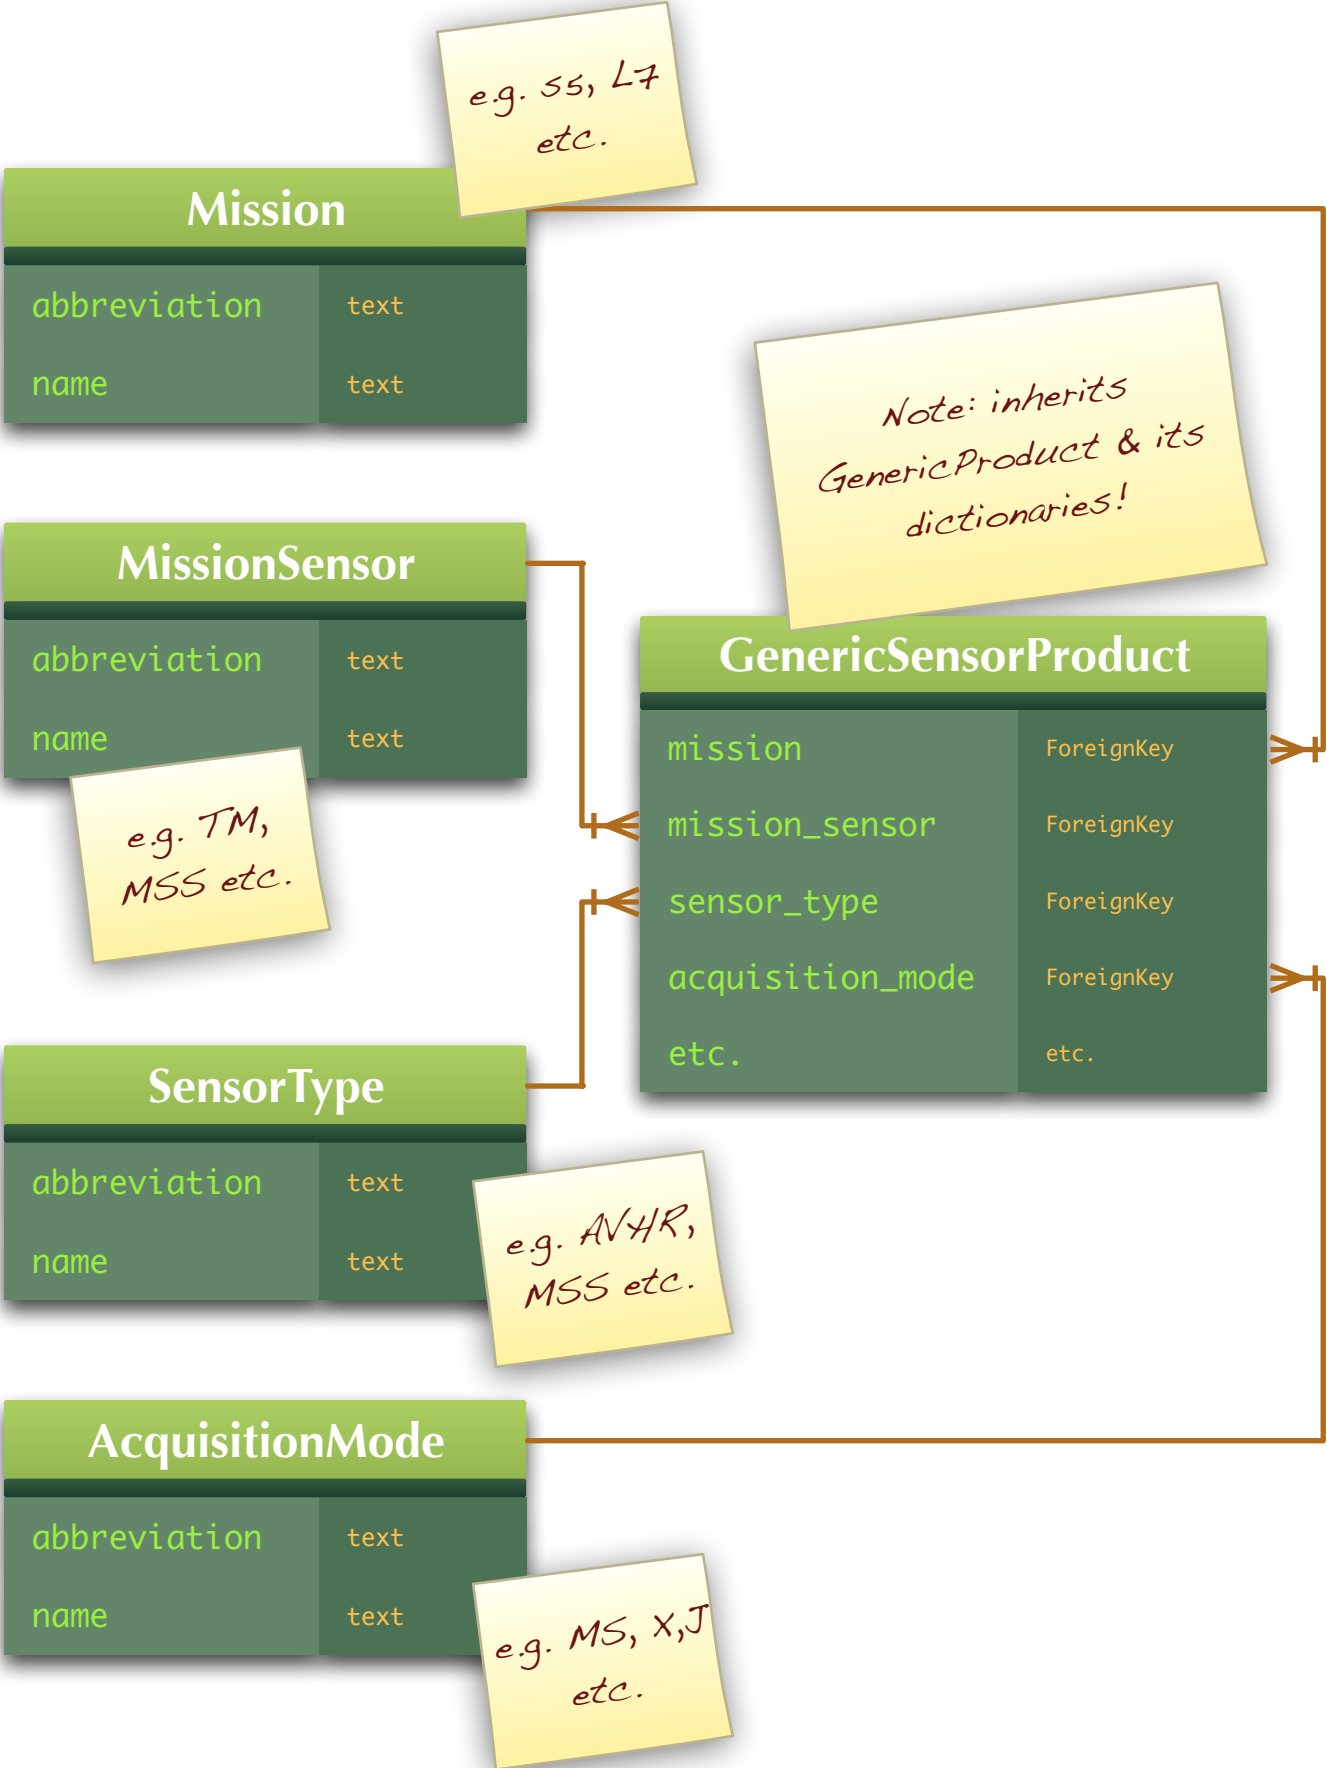 e.g. S5, L7
etc.
Mission
abbreviation text
name text
Note: inherits
GenericProduct & its
dictionaries!
MissionSensor
abbreviation text
name text
e.g. TM,
MSS etc.
GenericSensorProduct
mission ForeignKey
mission_sensor ForeignKey
sensor_type ForeignKey
acquisition_mode ForeignKey
etc. etc.
SensorType
abbreviation text
name text
e.g. AVHR,
MSS etc.
AcquisitionMode
abbreviation text
name text
e.g. MS, X,J
etc.